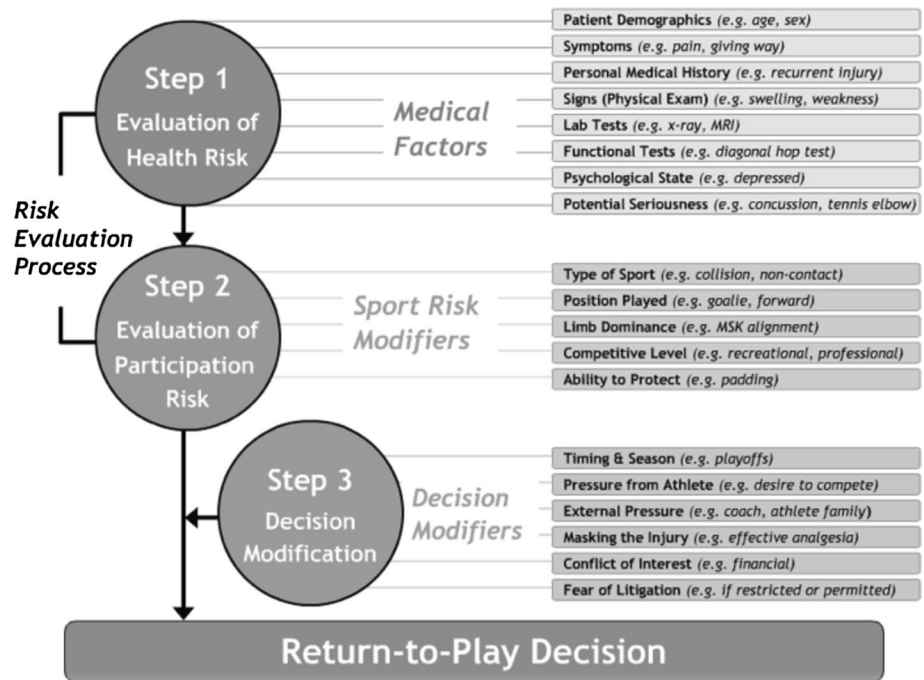 Step 1
Evaluation of
Health Risk
Medical
Factors
Patient Demographics (e.g. age, sex)
Symptoms (e.g. pain, giving way)
Personal Medical History (e.g. recurrent injury)
Signs (Physical Exam) (e.g. swelling, weakness)
Lab Tests (e.g. x-ray, MRI)
Functional Tests (e.g. diagonal hop test)
Psychological State (e.g. depressed)
Potential Seriousness (e.g. concussion, tennis elbow)
Risk
Evaluation
Process
Step 2
Evaluation of
Participation
Risk
Sport Risk
Modifiers
Type of Sport (e.g. collision, non-contact)
Position Played (e.g. goalie, forward)
Limb Dominance (e.g. MSK alignment)
Competitive Level (e.g. recreational, professional)
Ability to Protect (e.g. padding)
Step 3
Decision
Modification
Decision
Modifiers
Timing & Season (e.g. playoffs)
Pressure from Athlete (e.g. desire to compete)
External Pressure (e.g. coach, athlete family)
Masking the Injury (e.g. effective analgesia)
Conflict of Interest (e.g. financial)
Fear of Litigation (e.g. if restricted or permitted)
Return-to-Play Decision